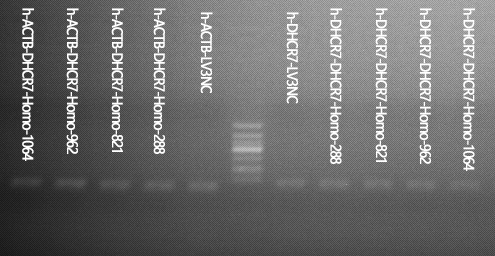 h-ACTB-DHCR7-Homo-1064
h-ACTB-DHCR7-Homo-962
h-ACTB-DHCR7-Homo-821
h-ACTB-DHCR7-Homo-288
h-ACTB-LV3NC
h-DHCR7-LV3NC
h-DHCR7-DHCR7-Homo-288
h-DHCR7-DHCR7-Homo-821
h-DHCR7-DHCR7-Homo-962
h-DHCR7-DHCR7-Homo-1064